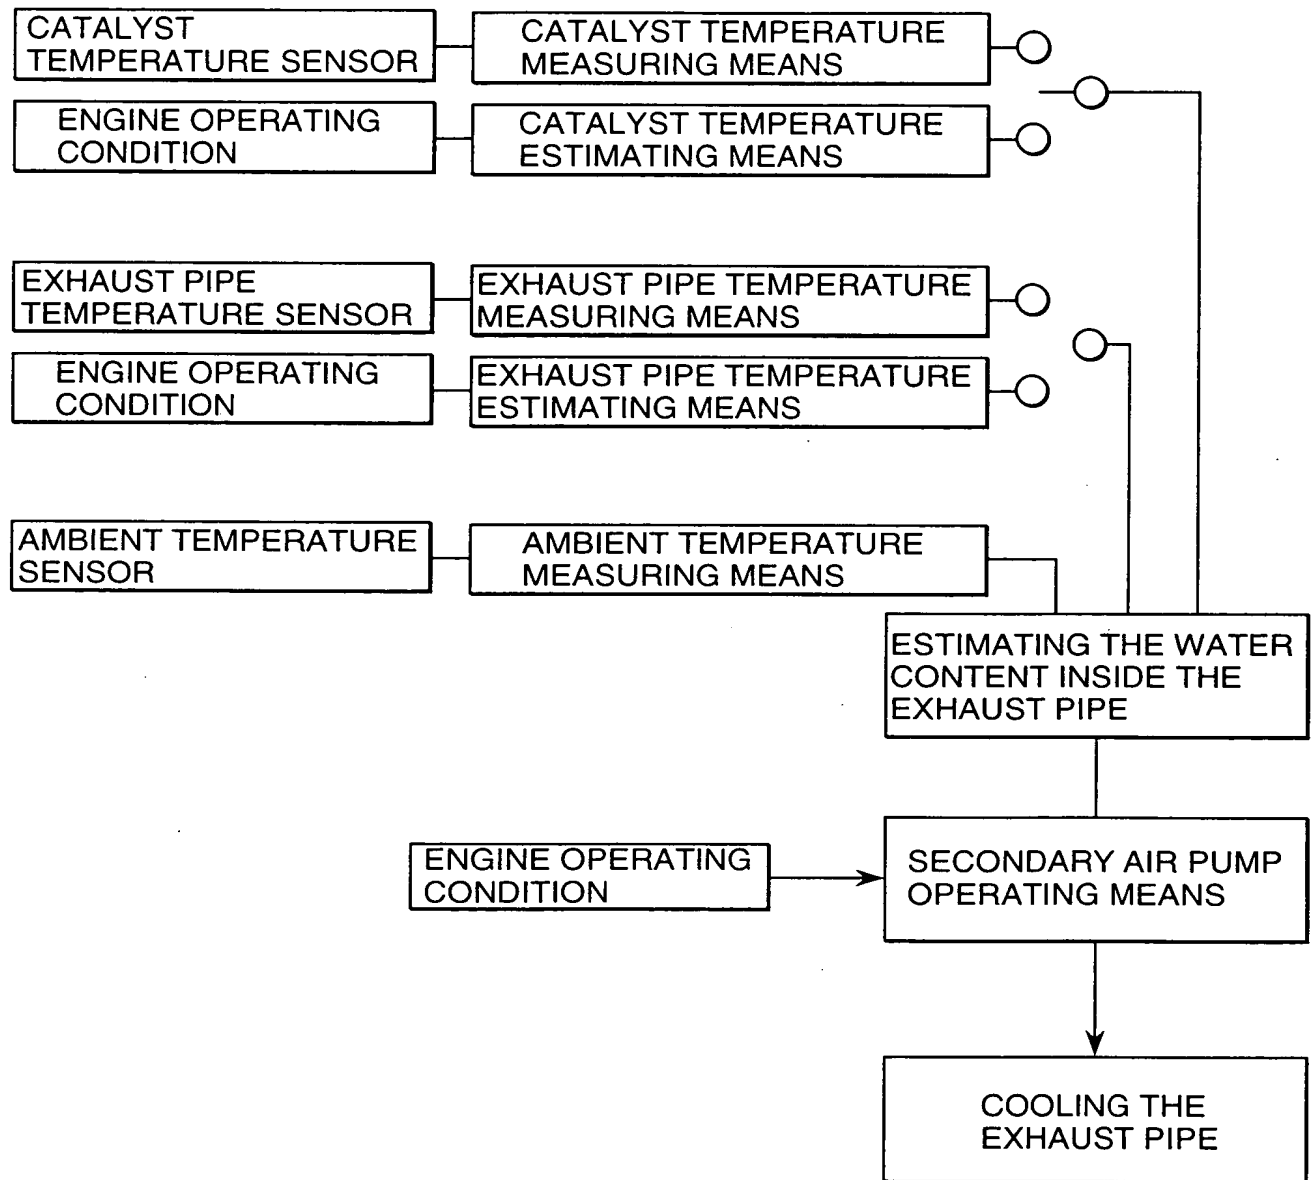 CATALYST
TEMPERATURE SENSOR
CATALYST TEMPERATURE
MEASURING MEANS
ENGINE OPERATING
CONDITION
CATALYST TEMPERATURE
ESTIMATING MEANS
EXHAUST PIPE
TEMPERATURE SENSOR
EXHAUST PIPE TEMPERATURE
MEASURING MEANS
ENGINE OPERATING
CONDITION
EXHAUST PIPE TEMPERATURE
ESTIMATING MEANS
AMBIENT TEMPERATURE
SENSOR
AMBIENT TEMPERATURE
MEASURING MEANS
ESTIMATING THE WATER
CONTENT INSIDE THE
EXHAUST PIPE
ENGINE OPERATING
CONDITION
SECONDARY AIR PUMP
OPERATING MEANS
COOLING THE
EXHAUST PIPE